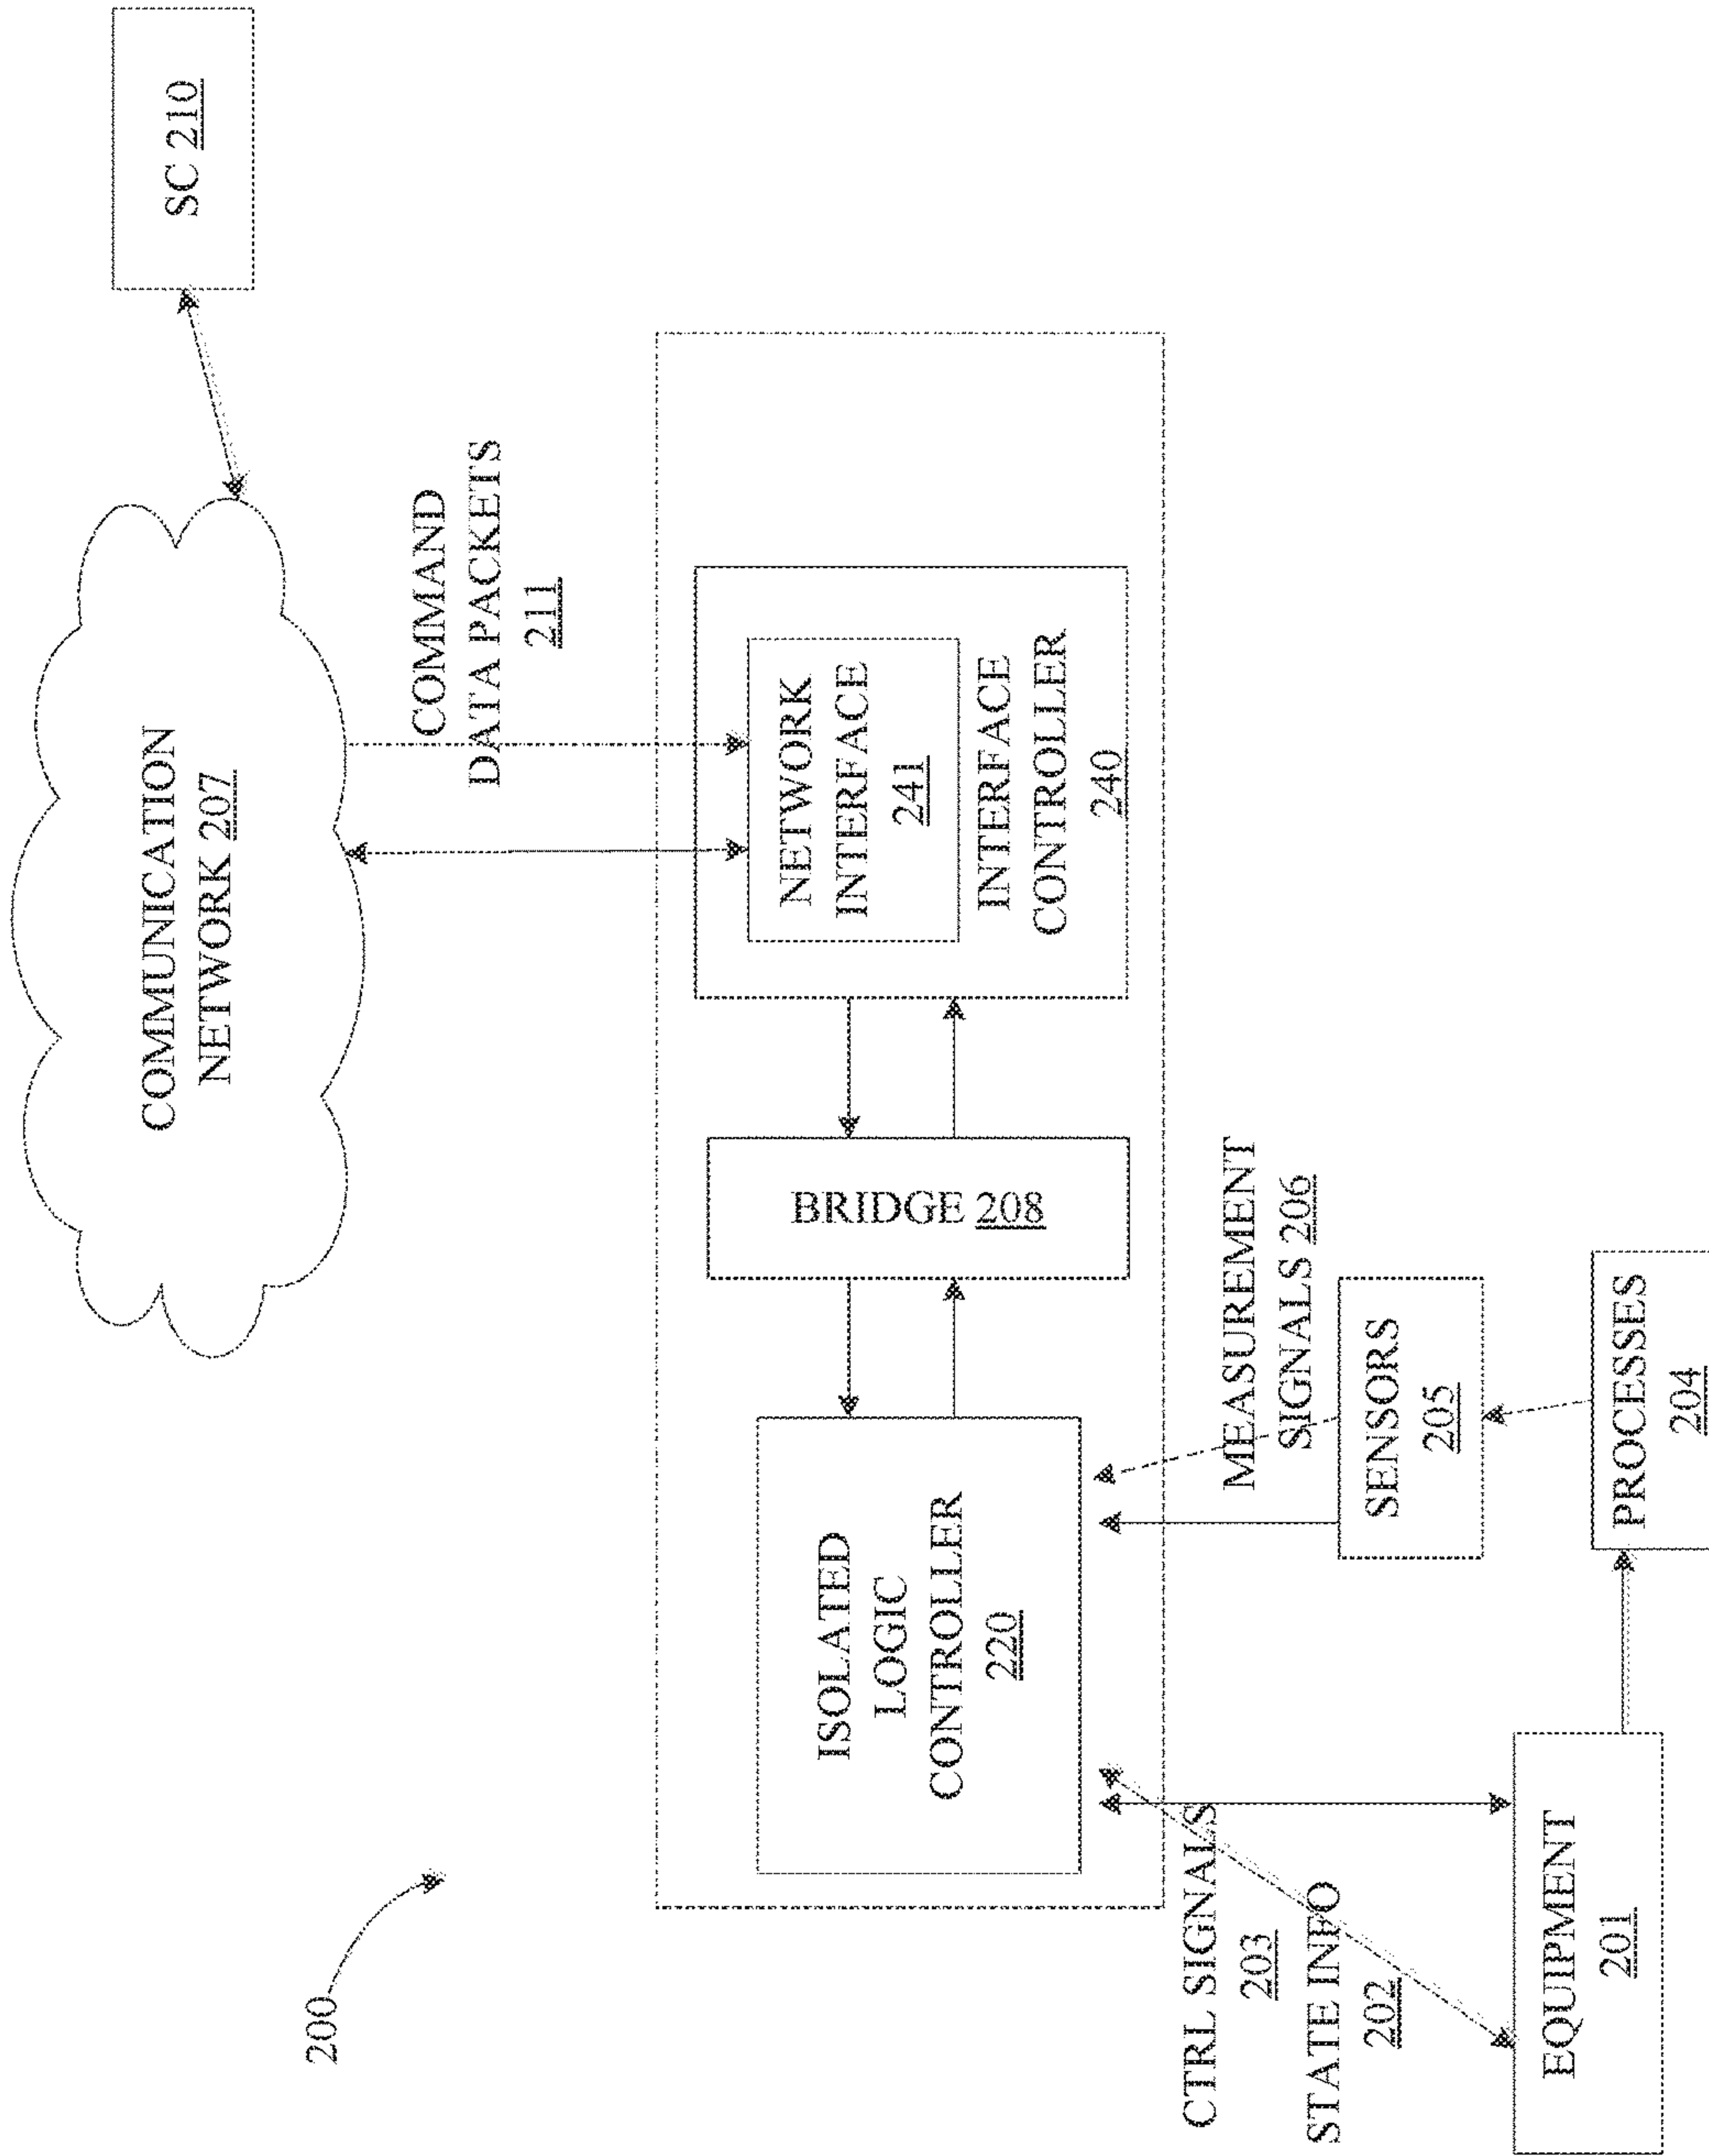 200
COMMUNICATION
NETWORK 207
SC 210
COMMAND
DATA PACKETS
211
ISOLATED
LOGIC
CONTROLLER
220
BRIDGE 208
NETWORK
INTERFACE
241
INTERFACE
CONTROLLER
240
CTRL SIGNALS
203
STATE INFO
202
MEASUREMENT
SIGNALS 206
SENSORS
205
EQUIPMENT
201
PROCESSES
204